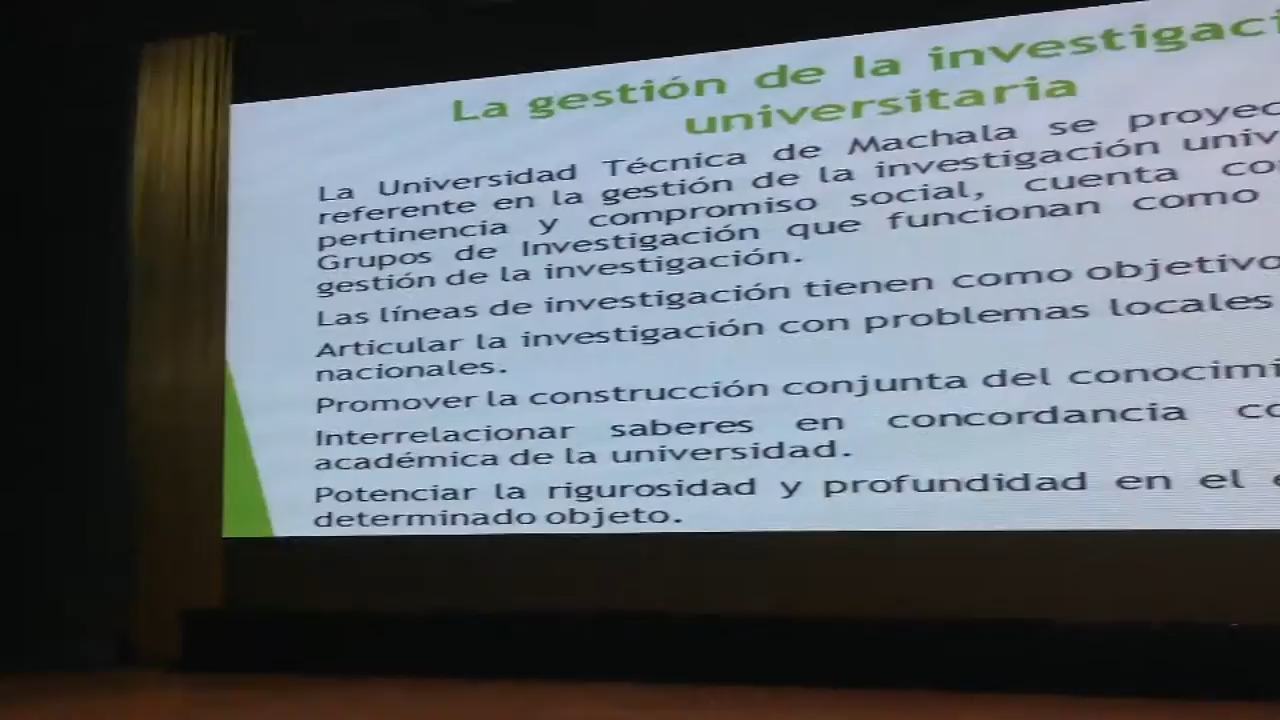 La gestión de la investigaci
universitaria
La Universidad Técnica de Machala se proyec
referente en la gestión de la investigación univ
pertinencia y compromiso social, cuenta co
Grupos de Investigación que funcionan como
gestión de la investigación.
Las líneas de investigación tienen como objetivo
Articular la investigación con problemas locales
nacionales.
Promover la construcción conjunta del conocimi
Interrelacionar saberes en concordancia co
académica de la universidad.
Potenciar la rigurosidad y profundidad en el
determinado objeto.